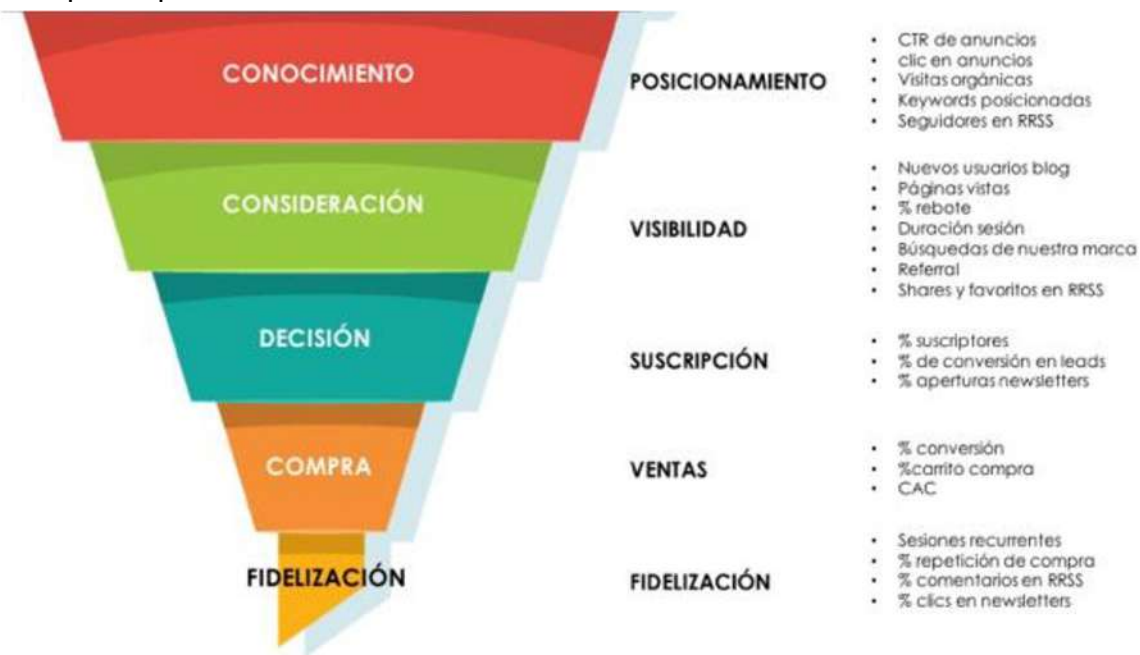 CONOCIMIENTO
POSICIONAMIENTO
• CTR de anuncios
• clic en anuncios
• Visitas orgánicas
• Keywords posicionadas
• Seguidores en RRSS
CONSIDERACIÓN
VISIBILIDAD
• Nuevos usuarios blog
• Páginas vistas
• % rebote
• Duración sesión
• Búsquedas de nuestra marca
• Referral
• Shares y favoritos en RRSS
DECISIÓN
SUSCRIPCIÓN
• % suscriptores
• % de conversión en leads
• % aperturas newsletters
COMPRA
VENTAS
• % conversión
• %carrito compra
• CAC
FIDELIZACIÓN
FIDELIZACIÓN
• Sesiones recurrentes
• % repetición de compra
• % comentarios en RRSS
• % clics en newsletters